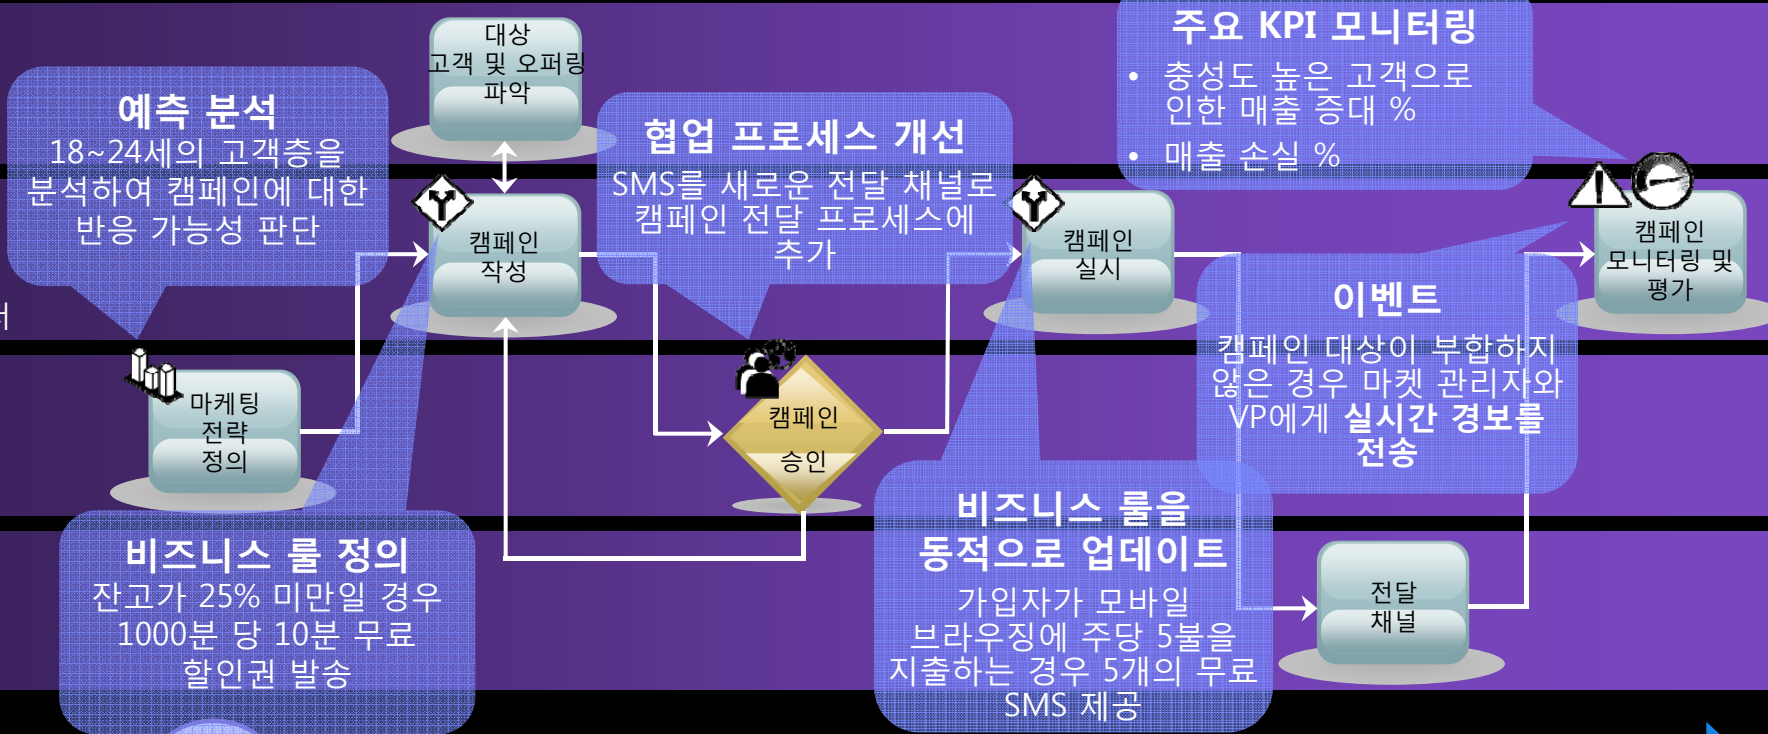 대상
고객 및 오퍼링
파악
주요 KPI 모니터링
• 충성도 높은 고객으로
인한 매출 증대 %
• 매출 손실 %
예측 분석
18~24세의 고객층을
분석하여 캠페인에 대한
반응 가능성 판단
협업 프로세스 개선
SMS를 새로운 전달 채널로
캠페인 전달 프로세스에
추가
캠페인
작성
캠페인
실시
캠페인
모니터링 및
평가
이벤트
캠페인 대상이 부합하지
않은 경우 마켓 관리자와
VP에게 실시간 경보를
전송
마케팅
전략
정의
캠페인
승인
비즈니스 룰 정의
잔고가 25% 미만일 경우
1000분 당 10분 무료
할인권 발송
비즈니스 룰을
동적으로 업데이트
가입자가 모바일
브라우징에 주당 5불을
지출하는 경우 5개의 무료
SMS 제공
전달
채널